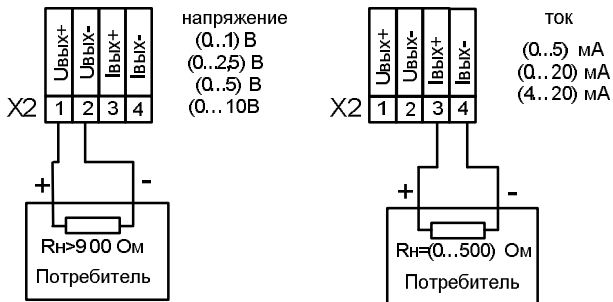 Uвых+ Uвых- Iвых+ Iвых-
X2 1 2 3 4
напряжение
(0...1) В
(0...2,5) В
(0...5) В
(0... 10В
+ -
Rн>900 Ом
Потребитель
Uвых+ Uвых- Iвых+ Iвых-
X2 1 2 3 4
ток
(0...5) мА
(0...20) мА
(4...20) мА
+ -
Rн=(0...500) Ом
Потребитель